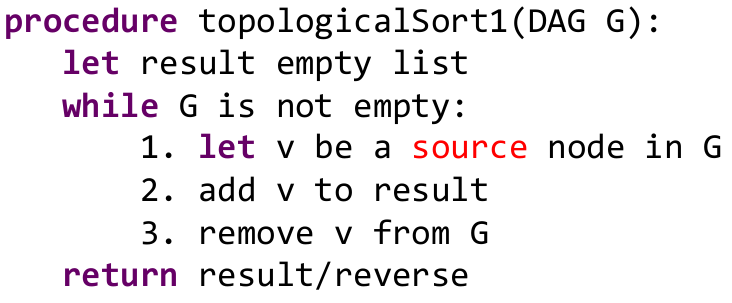 procedure topologicalSort1(DAG G):
let result empty list
while G is not empty:
1. let v be a source node in G
2. add v to result
3. remove v from G
return result/reverse